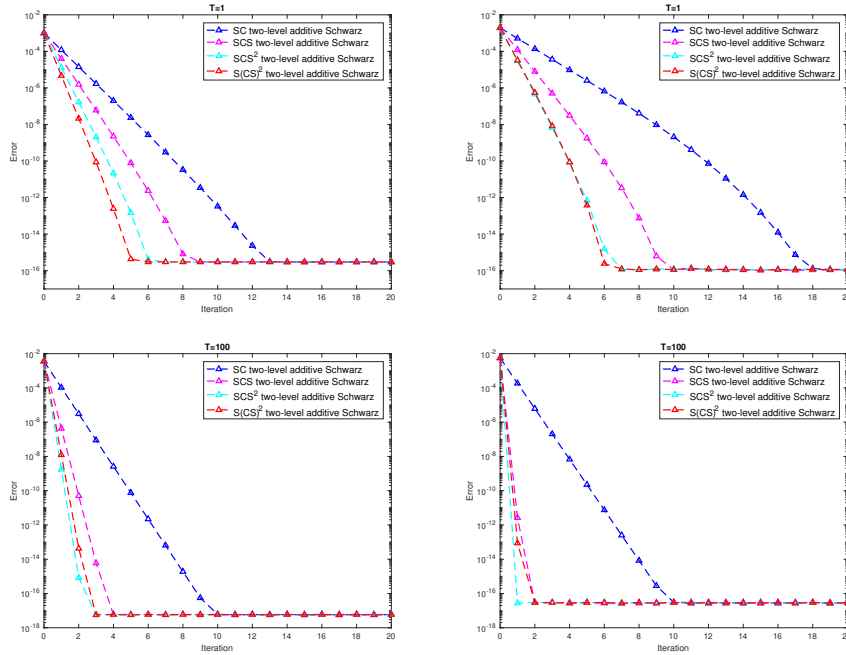 T=1
SC two-level additive Schwarz
SCS two-level additive Schwarz
SCS² two-level additive Schwarz
S(CS)² two-level additive Schwarz
Error
10⁻² 10⁻⁴ 10⁻⁶ 10⁻⁸ 10⁻¹⁰ 10⁻¹² 10⁻¹⁴ 10⁻¹⁶
0 2 4 6 8 10 12 14 16 18 20
Iteration
T=1
SC two-level additive Schwarz
SCS two-level additive Schwarz
SCS² two-level additive Schwarz
S(CS)² two-level additive Schwarz
Error
10⁻² 10⁻⁴ 10⁻⁶ 10⁻⁸ 10⁻¹⁰ 10⁻¹² 10⁻¹⁴ 10⁻¹⁶
0 2 4 6 8 10 12 14 16 18 20
Iteration
T=100
SC two-level additive Schwarz
SCS two-level additive Schwarz
SCS² two-level additive Schwarz
S(CS)² two-level additive Schwarz
Error
10⁻² 10⁻⁴ 10⁻⁶ 10⁻⁸ 10⁻¹⁰ 10⁻¹² 10⁻¹⁴ 10⁻¹⁶ 10⁻¹⁸
0 2 4 6 8 10 12 14 16 18 20
Iteration
T=100
SC two-level additive Schwarz
SCS two-level additive Schwarz
SCS² two-level additive Schwarz
S(CS)² two-level additive Schwarz
Error
10⁻² 10⁻⁴ 10⁻⁶ 10⁻⁸ 10⁻¹⁰ 10⁻¹² 10⁻¹⁴ 10⁻¹⁶ 10⁻¹⁸
0 2 4 6 8 10 12 14 16 18 20
Iteration